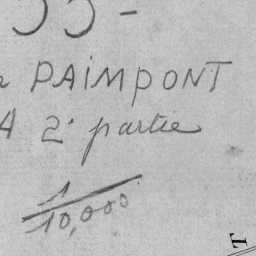 PAIMPONT
2e partie
1
10,000
T